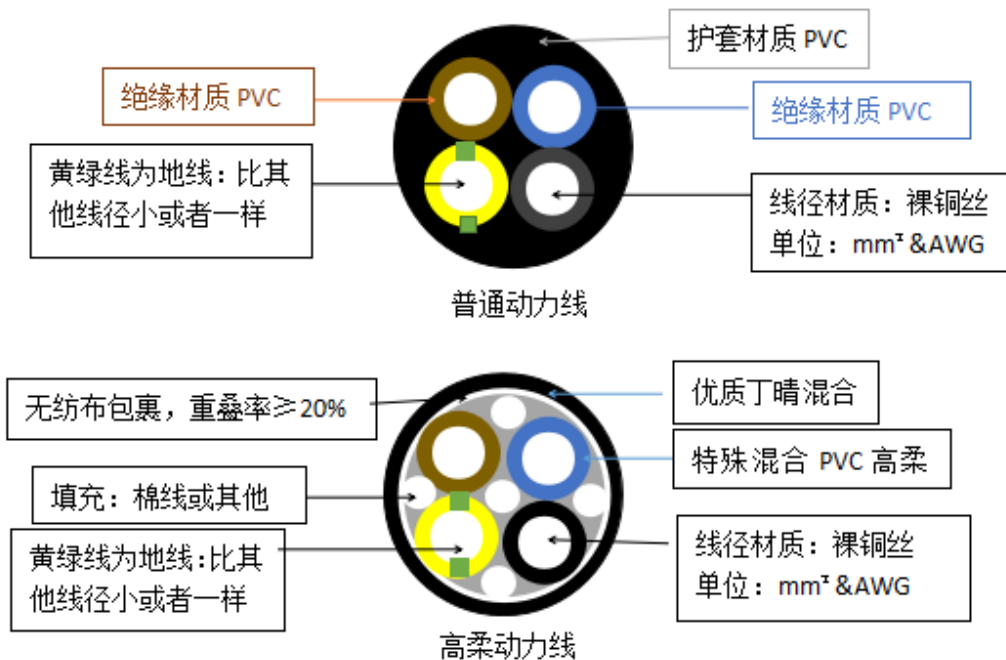 护套材质 PVC
绝缘材质 PVC
绝缘材质 PVC
黄绿线为地线：比其
他线径小或者一样
线径材质：裸铜丝
单位：mm² &AWG
普通动力线
无纺布包裹，重叠率≥20%
优质丁晴混合
特殊混合 PVC 高柔
填充：棉线或其他
黄绿线为地线:比其
他线径小或者一样
线径材质：裸铜丝
单位：mm² &AWG
高柔动力线